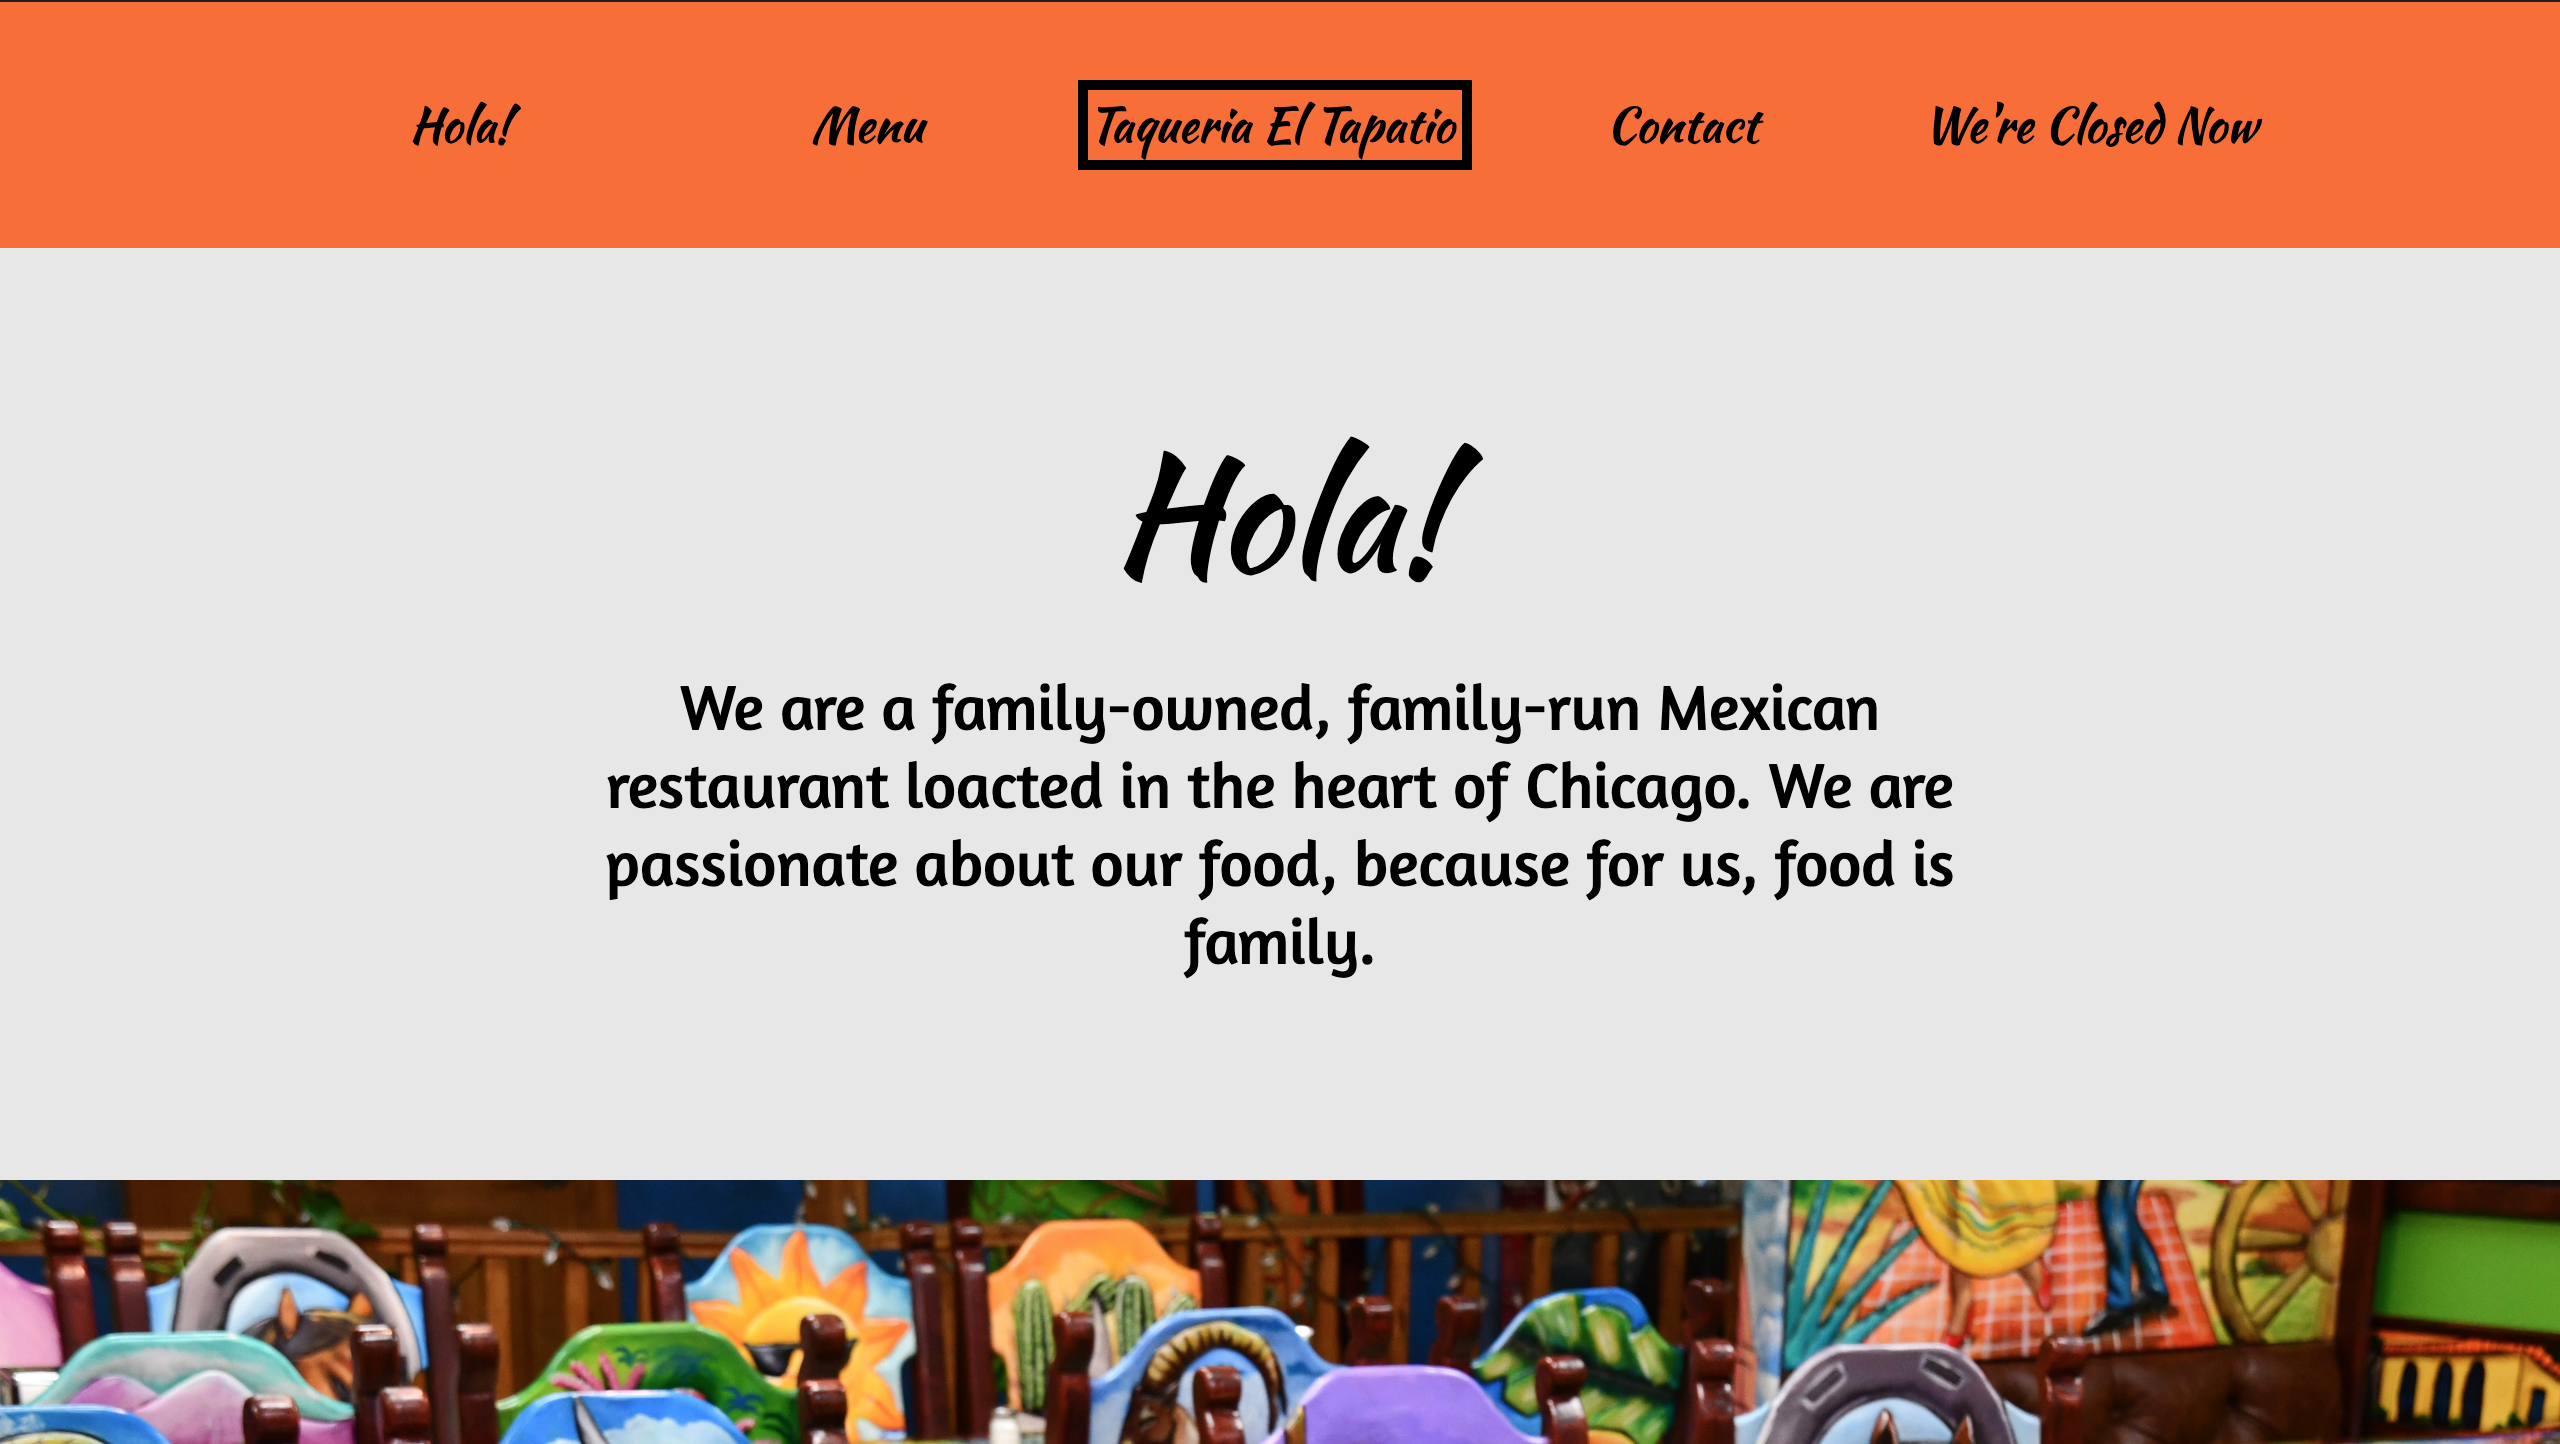 Hola! Menu Taqueria El Tapatio Contact We're Closed Now
Hola!
We are a family-owned, family-run Mexican
restaurant loacted in the heart of Chicago. We are
passionate about our food, because for us, food is
family.